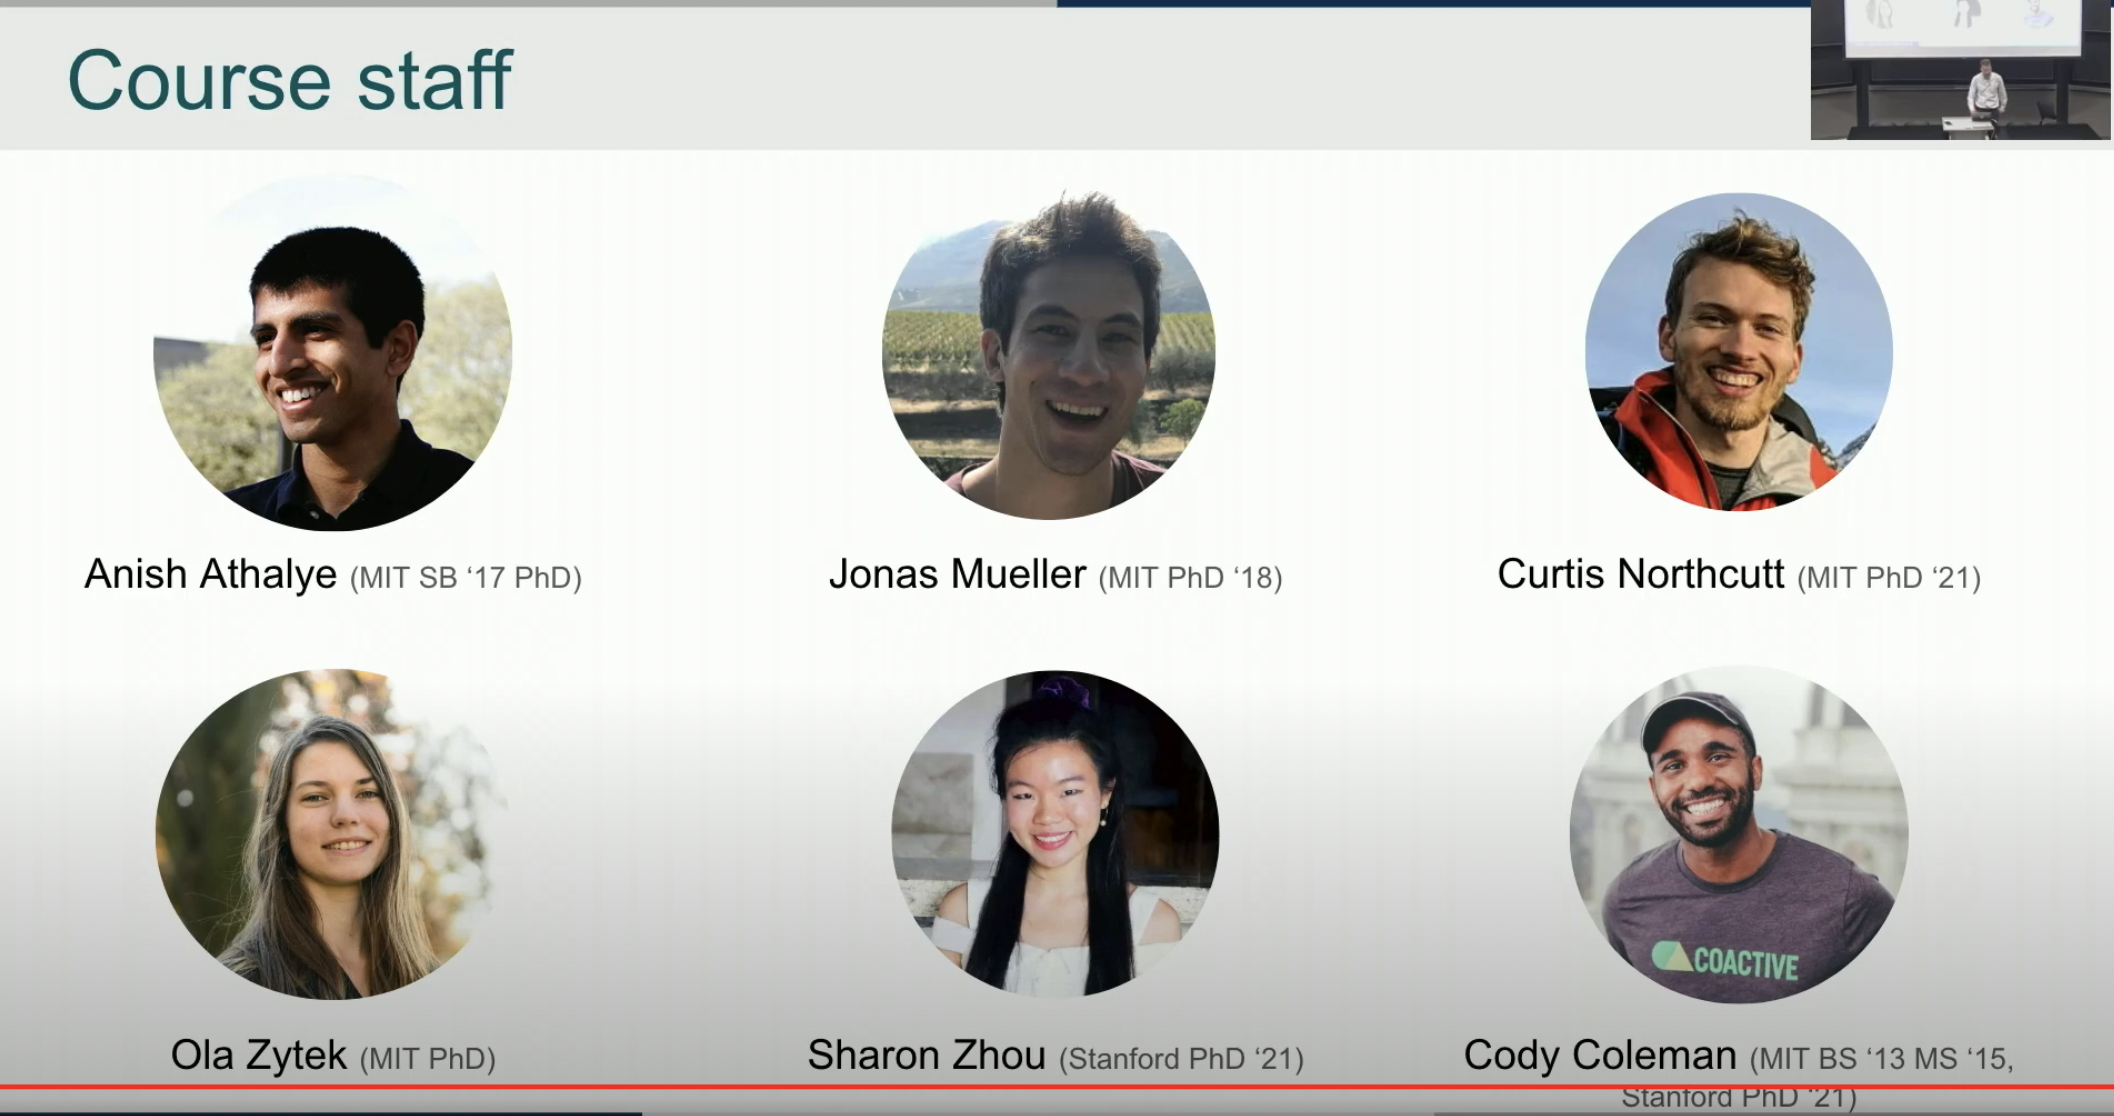 Course staff
Anish Athalye (MIT SB ‘17 PhD)
Jonas Mueller (MIT PhD ‘18)
Curtis Northcutt (MIT PhD ‘21)
COACTIVE
Ola Zytek (MIT PhD)
Sharon Zhou (Stanford PhD ‘21)
Cody Coleman (MIT BS ‘13 MS ‘15,
Stanford PhD ‘21)